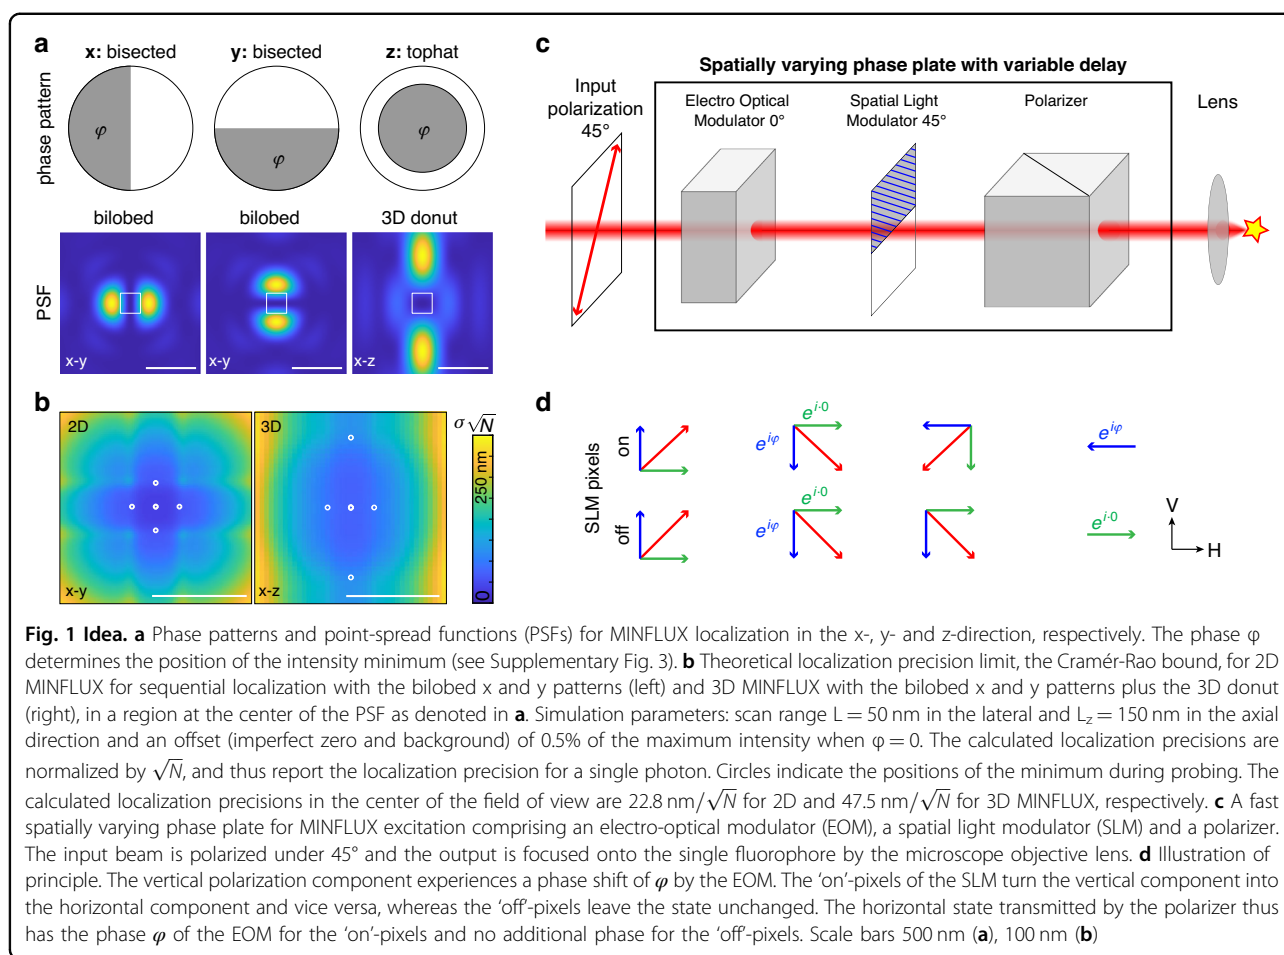 a
x: bisected
y: bisected
z: tophat
phase pattern
φ
φ
φ
bilobed
bilobed
3D donut
PSF
x-y
x-y
x-z
b
2D
3D
σ√N
250 nm
0
x-y
x-z
c
Spatially varying phase plate with variable delay
Input
polarization
45°
Electro Optical
Modulator 0°
Spatial Light
Modulator 45°
Polarizer
Lens
d
SLM pixels
on
off
e^{i·0}
e^{iφ}
e^{iφ}
e^{i·0}
e^{iφ}
e^{i·0}
V
H
Fig. 1 Idea. a Phase patterns and point-spread functions (PSFs) for MINFLUX localization in the x-, y- and z-direction, respectively. The phase φ
determines the position of the intensity minimum (see Supplementary Fig. 3). b Theoretical localization precision limit, the Cramér-Rao bound, for 2D
MINFLUX for sequential localization with the bilobed x and y patterns (left) and 3D MINFLUX with the bilobed x and y patterns plus the 3D donut
(right), in a region at the center of the PSF as denoted in a. Simulation parameters: scan range L = 50 nm in the lateral and L_z = 150 nm in the axial
direction and an offset (imperfect zero and background) of 0.5% of the maximum intensity when φ = 0. The calculated localization precisions are
normalized by √N, and thus report the localization precision for a single photon. Circles indicate the positions of the minimum during probing. The
calculated localization precisions in the center of the field of view are 22.8 nm/√N for 2D and 47.5 nm/√N for 3D MINFLUX, respectively. c A fast
spatially varying phase plate for MINFLUX excitation comprising an electro-optical modulator (EOM), a spatial light modulator (SLM) and a polarizer.
The input beam is polarized under 45° and the output is focused onto the single fluorophore by the microscope objective lens. d Illustration of
principle. The vertical polarization component experiences a phase shift of φ by the EOM. The ‘on’-pixels of the SLM turn the vertical component into
the horizontal component and vice versa, whereas the ‘off’-pixels leave the state unchanged. The horizontal state transmitted by the polarizer thus
has the phase φ of the EOM for the ‘on’-pixels and no additional phase for the ‘off’-pixels. Scale bars 500 nm (a), 100 nm (b)